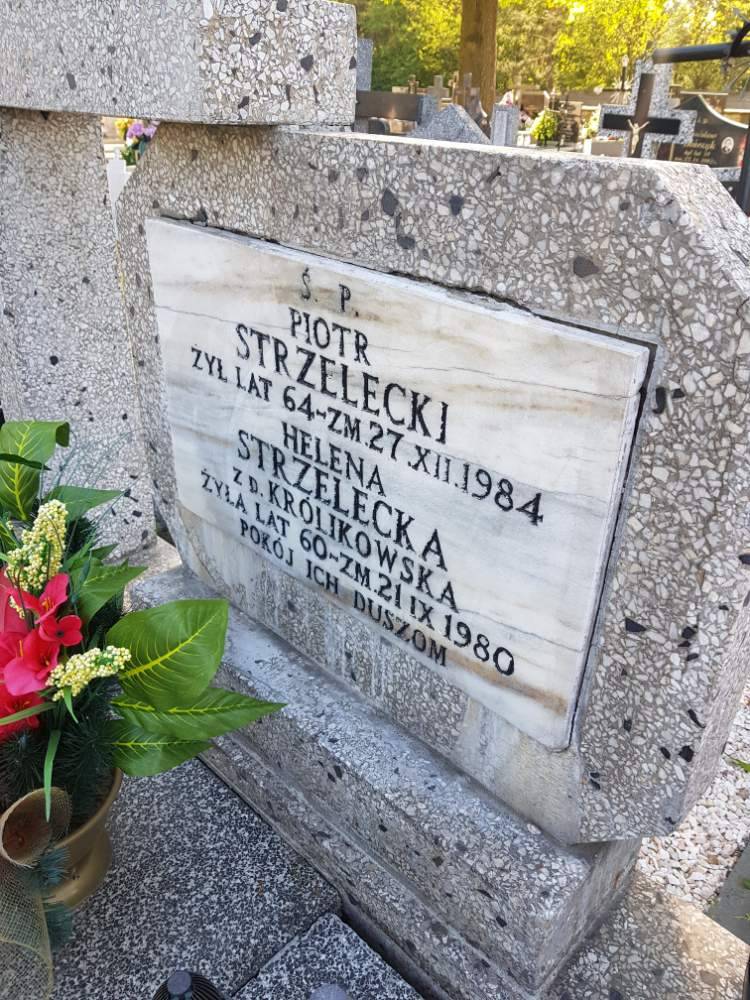 Ś. P.
PIOTR
STRZELECKI
ŻYŁ LAT 64~ZM.27.XII.1984
HELENA
STRZELECKA
Z D. KRÓLIKOWSKA
ŻYŁA LAT 60~ZM.21 IX 1980
POKÓJ ICH DUSZOM